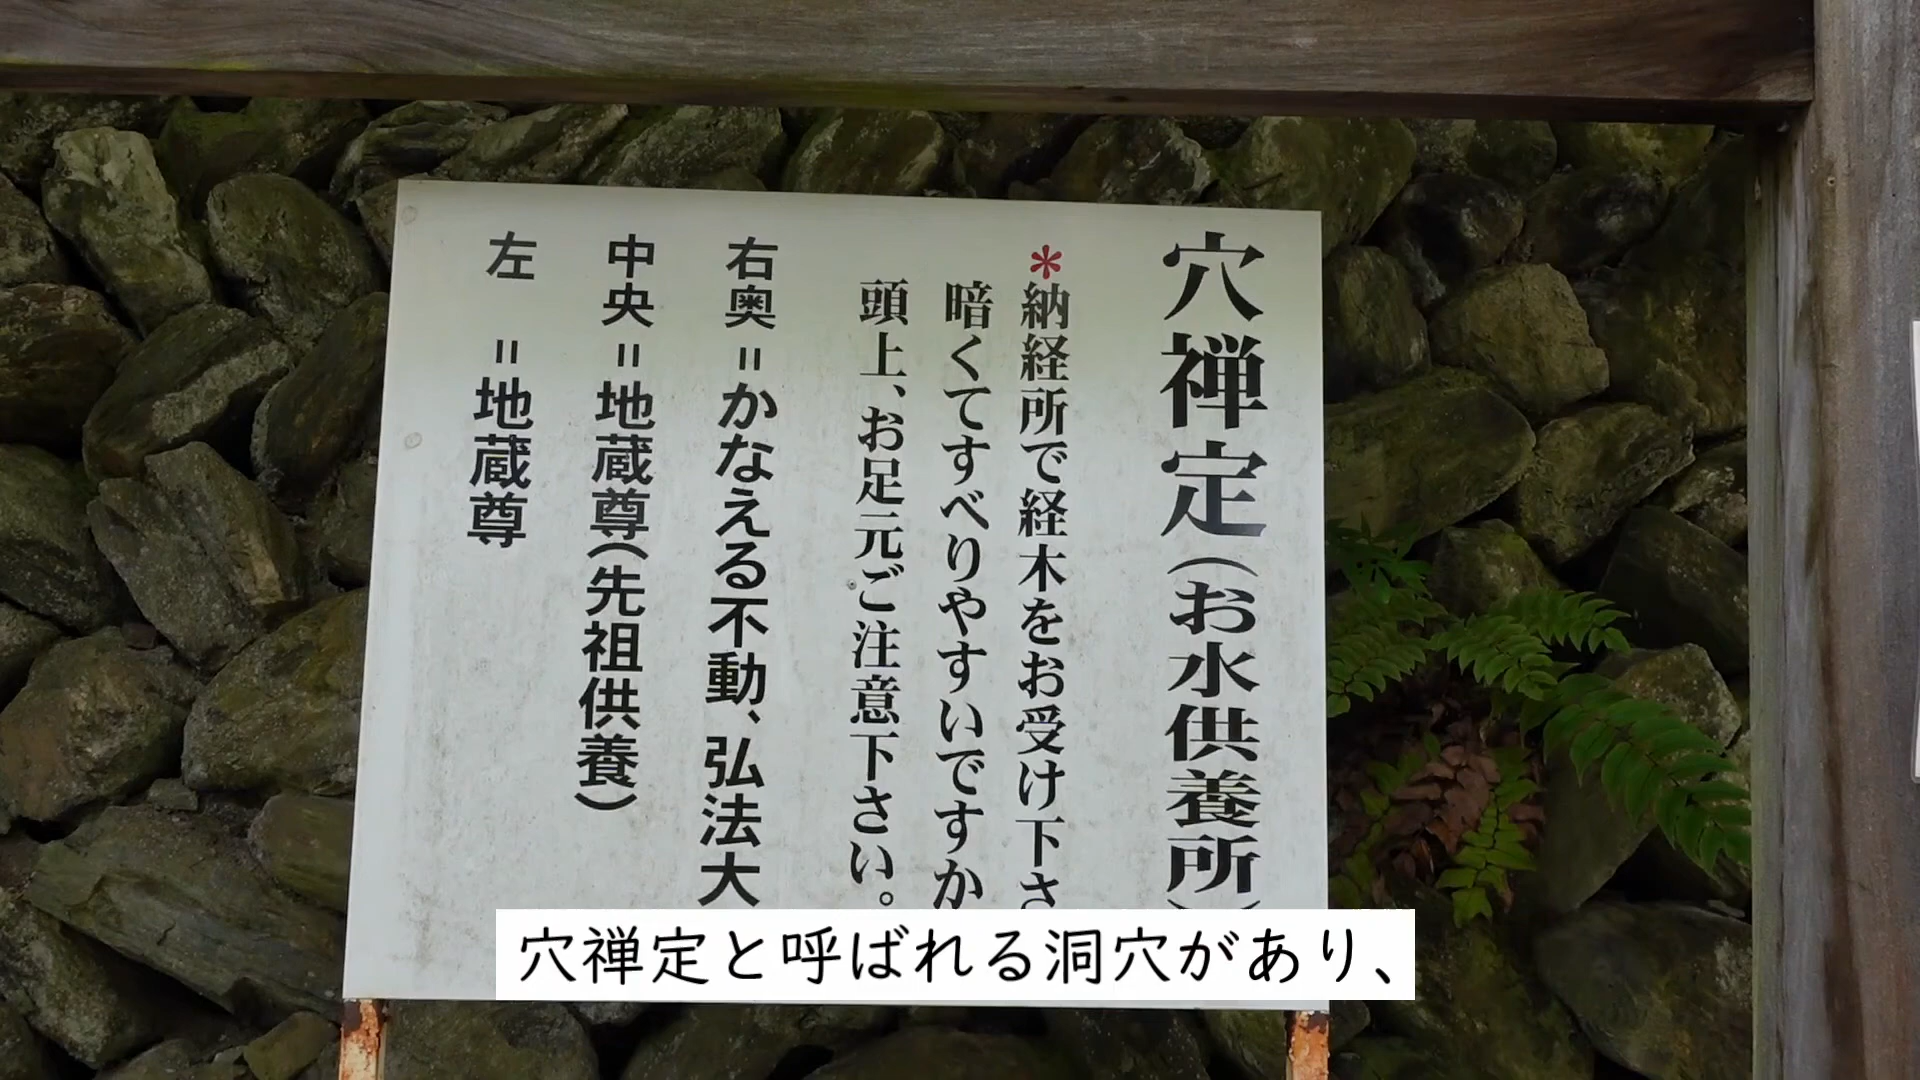 穴禅定(お水供養所)
*納経所で経木をお受け下さ
暗くてすべりやすいですか
頭上、お足元ご注意下さい。
右奥=かなえる不動、弘法大
中央=地蔵尊(先祖供養)
左 =地蔵尊
穴禅定と呼ばれる洞穴があり、